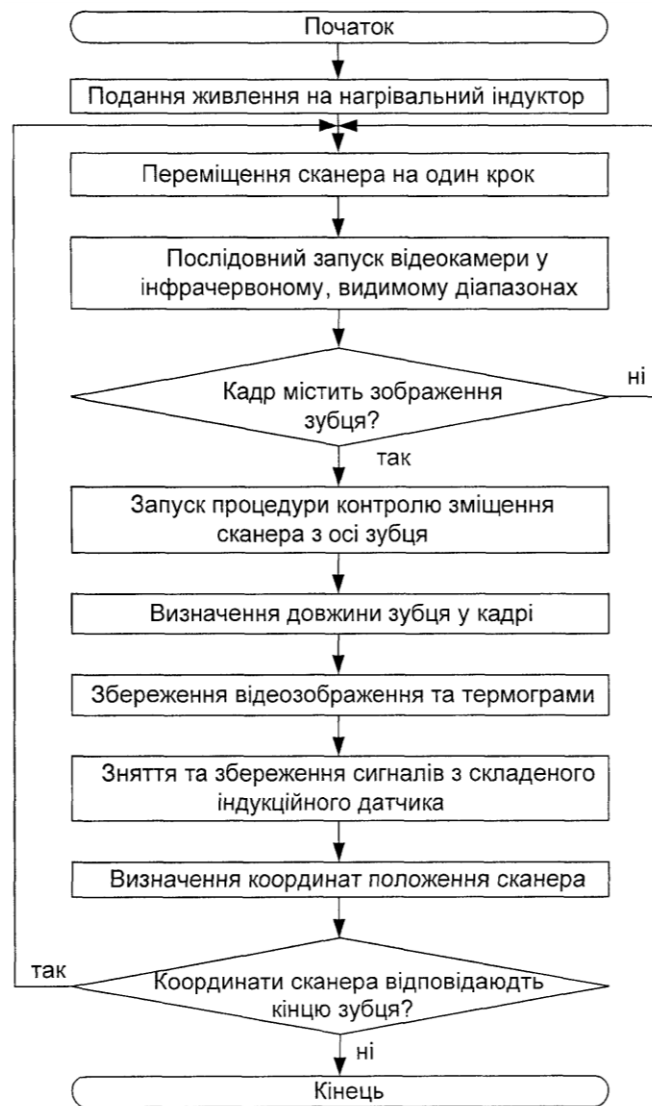 Початок
Подання живлення на нагрівальний індуктор
Переміщення сканера на один крок
Послідовний запуск відеокамери у
інфрачервоному, видимому діапазонах
Кадр містить зображення
зубця?
ні
так
Запуск процедури контролю зміщення
сканера з осі зубця
Визначення довжини зубця у кадрі
Збереження відеозображення та термограми
Зняття та збереження сигналів з складеного
індукційного датчика
Визначення координат положення сканера
так
Координати сканера відповідаюдть
кінцю зубця?
ні
Кінець